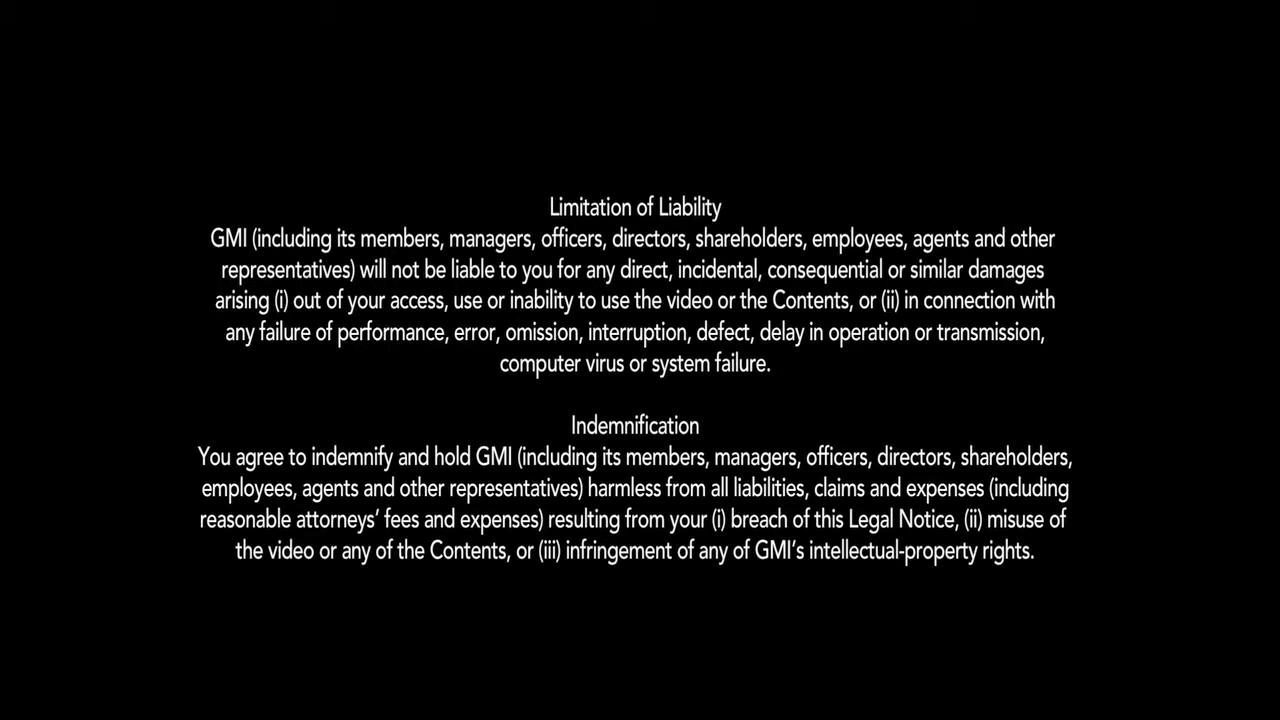 Limitation of Liability
GMI (including its members, managers, officers, directors, shareholders, employees, agents and other
representatives) will not be liable to you for any direct, incidental, consequential or similar damages
arising (i) out of your access, use or inability to use the video or the Contents, or (ii) in connection with
any failure of performance, error, omission, interruption, defect, delay in operation or transmission,
computer virus or system failure.
Indemnification
You agree to indemnify and hold GMI (including its members, managers, officers, directors, shareholders,
employees, agents and other representatives) harmless from all liabilities, claims and expenses (including
reasonable attorneys’ fees and expenses) resulting from your (i) breach of this Legal Notice, (ii) misuse of
the video or any of the Contents, or (iii) infringement of any of GMI’s intellectual-property rights.